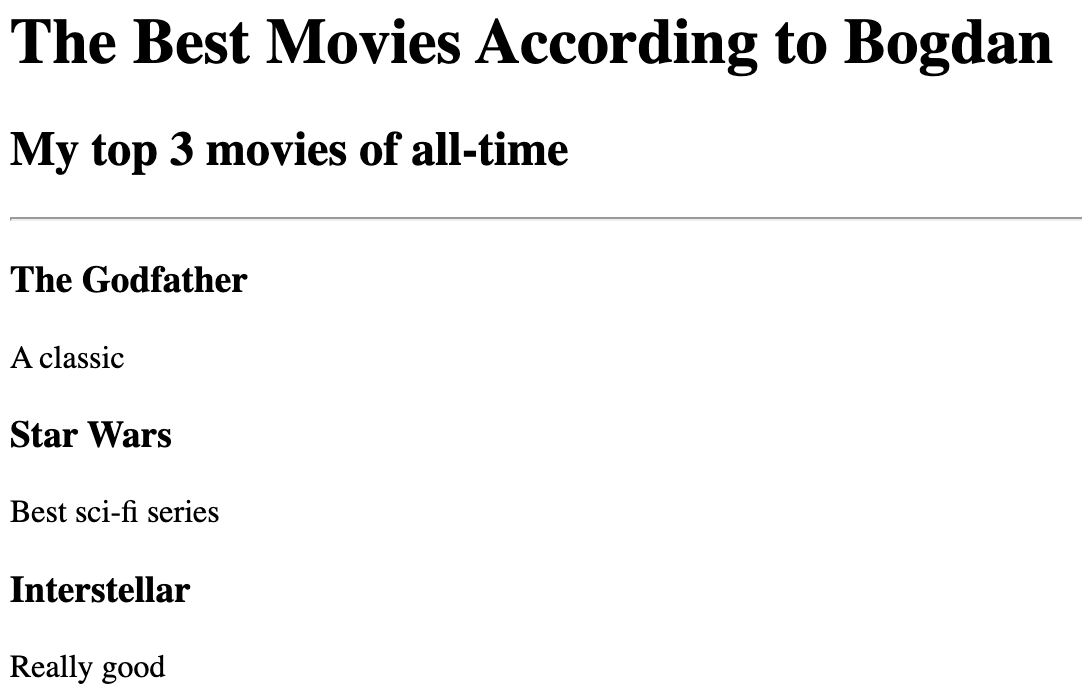 The Best Movies According to Bogdan
My top 3 movies of all-time
The Godfather
A classic
Star Wars
Best sci-fi series
Interstellar
Really good